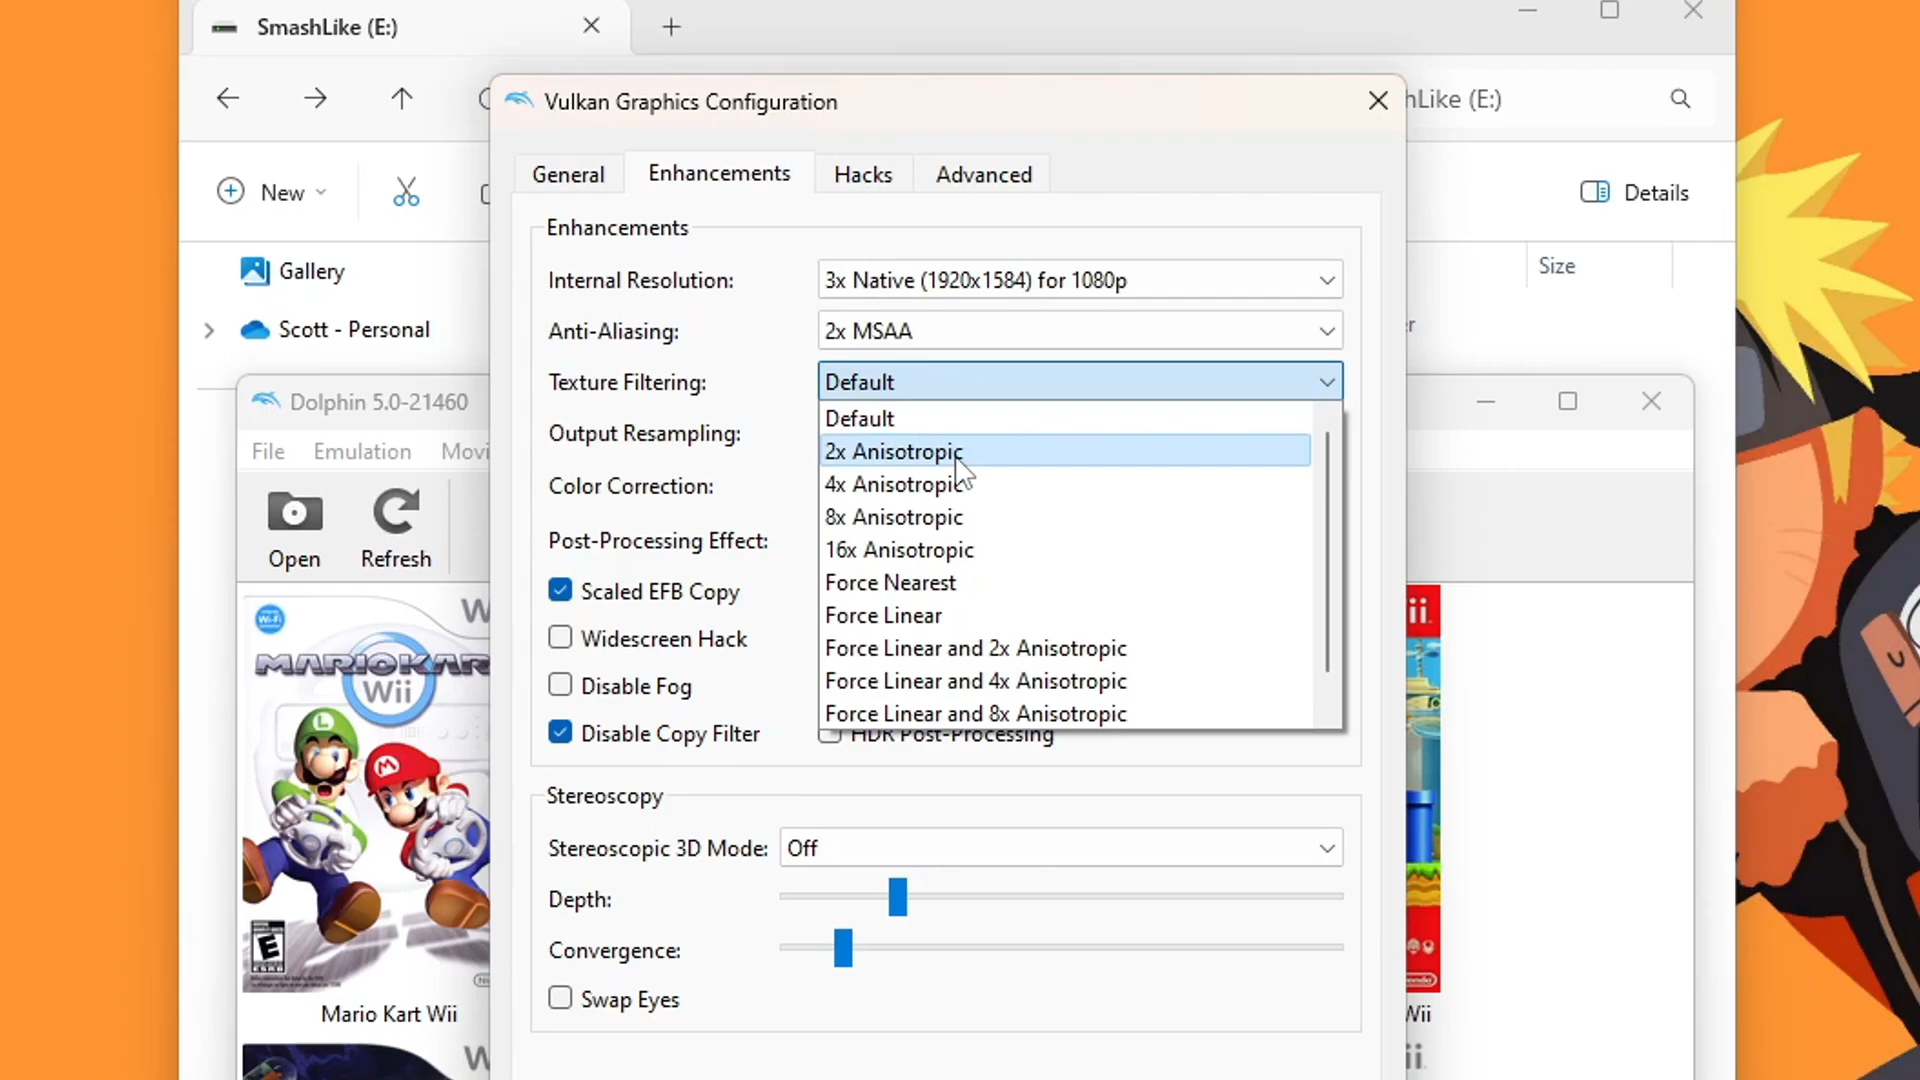 SmashLike (E:)
hLike (E:)
New
Details
Gallery
Size
Scott - Personal
Vulkan Graphics Configuration
General
Enhancements
Hacks
Advanced
Enhancements
Internal Resolution:
3x Native (1920x1584) for 1080p
Anti-Aliasing:
2x MSAA
Texture Filtering:
Default
Default
2x Anisotropic
4x Anisotropic
8x Anisotropic
16x Anisotropic
Force Nearest
Force Linear
Force Linear and 2x Anisotropic
Force Linear and 4x Anisotropic
Force Linear and 8x Anisotropic
Output Resampling:
Color Correction:
Post-Processing Effect:
Scaled EFB Copy
Widescreen Hack
Disable Fog
Disable Copy Filter
HDR Post-Processing
Stereoscopy
Stereoscopic 3D Mode:
Off
Depth:
Convergence:
Swap Eyes
Dolphin 5.0-21460
File
Emulation
Movi
Open
Refresh
Wi-Fi
MARIOKART
Wii
E
Mario Kart Wii
Wii